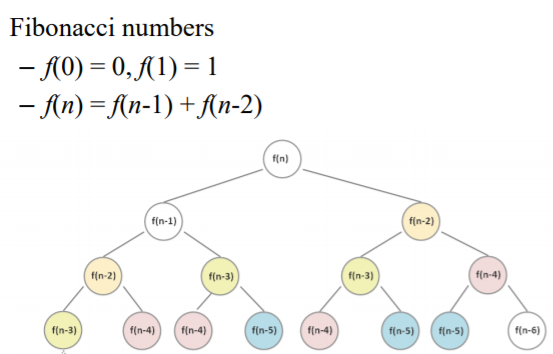 Fibonacci numbers
– f(0) = 0, f(1) = 1
– f(n) = f(n-1) + f(n-2)
f(n)
f(n-1) f(n-2)
f(n-2) f(n-3) f(n-3) f(n-4)
f(n-3) f(n-4) f(n-4) f(n-5) f(n-4) f(n-5) f(n-5) f(n-6)